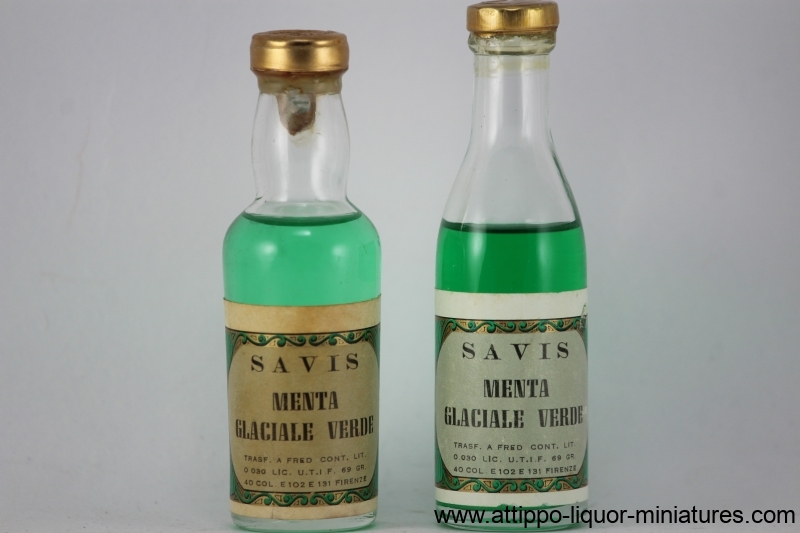 SAVIS
MENTA
GLACIALE VERDE
TRASF. A FRED CONT. LIT.
0 030 LIC. U.T.I.F. 69 GR.
40 COL. E102 E 131 FIRENZE
SAVIS
MENTA
GLACIALE VERDE
TRASF. A FRED CONT. LIT.
0 030 LIC. U.T.I.F. 69 GR.
40 COL. E 102 E 131 FIRENZE
www.attippo-liquor-miniatures.com